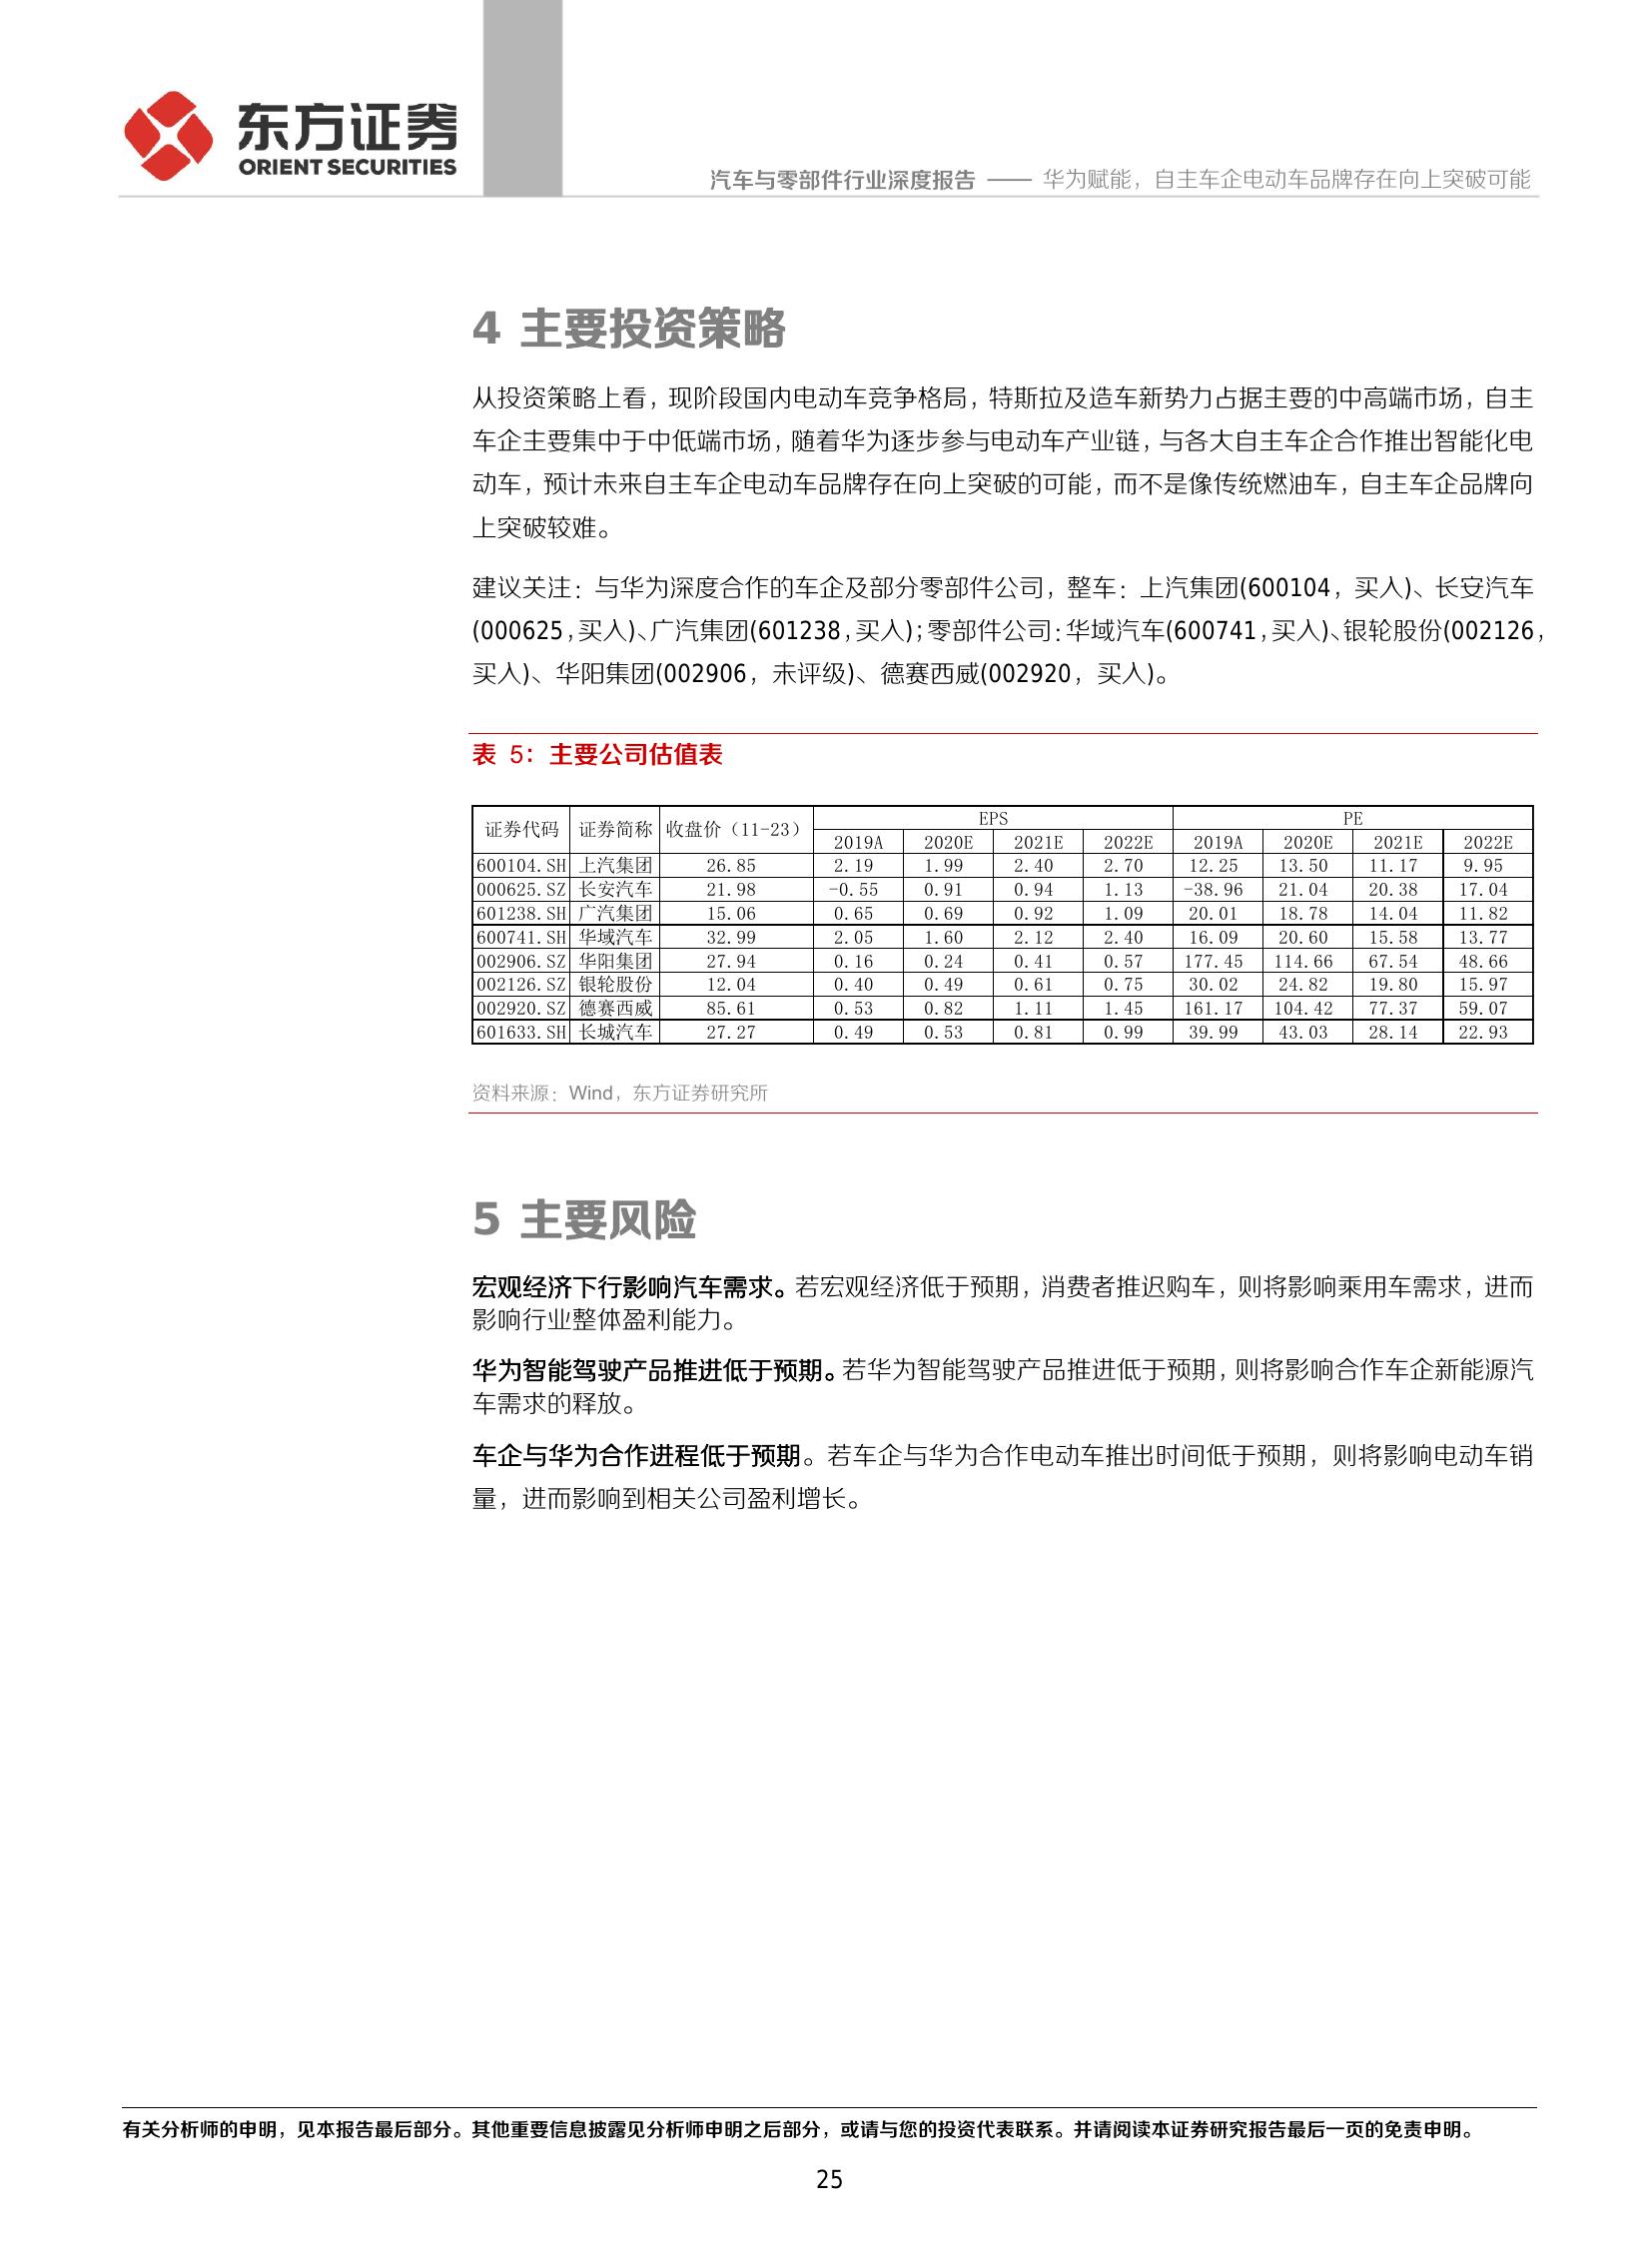 东方证券
ORIENT SECURITIES
汽车与零部件行业深度报告 —— 华为赋能，自主车企电动车品牌存在向上突破可能
4 主要投资策略
从投资策略上看，现阶段国内电动车竞争格局，特斯拉及造车新势力占据主要的中高端市场，自主
车企主要集中于中低端市场，随着华为逐步参与电动车产业链，与各大自主车企合作推出智能化电
动车，预计未来自主车企电动车品牌存在向上突破的可能，而不是像传统燃油车，自主车企品牌向
上突破较难。
建议关注：与华为深度合作的车企及部分零部件公司，整车：上汽集团(600104，买入)、长安汽车
(000625，买入)、广汽集团(601238，买入)；零部件公司：华域汽车(600741，买入)、银轮股份(002126，
买入)、华阳集团(002906，未评级)、德赛西威(002920，买入)。
表 5：主要公司估值表
证券代码 证券简称 收盘价（11-23） EPS PE
2019A 2020E 2021E 2022E 2019A 2020E 2021E 2022E
600104.SH 上汽集团 26.85 2.19 1.99 2.40 2.70 12.25 13.50 11.17 9.95
000625.SZ 长安汽车 21.98 -0.55 0.91 0.94 1.13 -38.96 21.04 20.38 17.04
601238.SH 广汽集团 15.06 0.65 0.69 0.92 1.09 20.01 18.78 14.04 11.82
600741.SH 华域汽车 32.99 2.05 1.60 2.12 2.40 16.09 20.60 15.58 13.77
002906.SZ 华阳集团 27.94 0.16 0.24 0.41 0.57 177.45 114.66 67.54 48.66
002126.SZ 银轮股份 12.04 0.40 0.49 0.61 0.75 30.02 24.82 19.80 15.97
002920.SZ 德赛西威 85.61 0.53 0.82 1.11 1.45 161.17 104.42 77.37 59.07
601633.SH 长城汽车 27.27 0.49 0.53 0.81 0.99 39.99 43.03 28.14 22.93
资料来源：Wind，东方证券研究所
5 主要风险
宏观经济下行影响汽车需求。若宏观经济低于预期，消费者推迟购车，则将影响乘用车需求，进而
影响行业整体盈利能力。
华为智能驾驶产品推进低于预期。若华为智能驾驶产品推进低于预期，则将影响合作车企新能源汽
车需求的释放。
车企与华为合作进程低于预期。若车企与华为合作电动车推出时间低于预期，则将影响电动车销
量，进而影响到相关公司盈利增长。
有关分析师的申明，见本报告最后部分。其他重要信息披露见分析师申明之后部分，或请与您的投资代表联系。并请阅读本证券研究报告最后一页的免责申明。
25